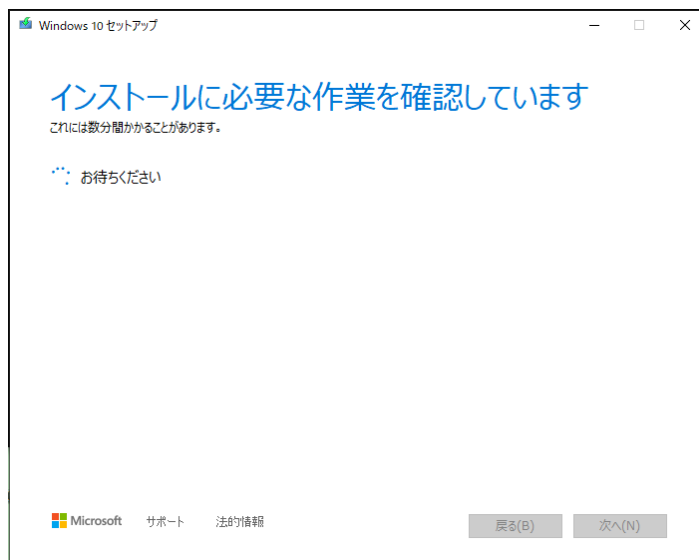 Windows 10 セットアップ
インストールに必要な作業を確認しています
これには数分間かかることがあります。
お待ちください
Microsoft サポート 法的情報 戻る(B) 次へ(N)